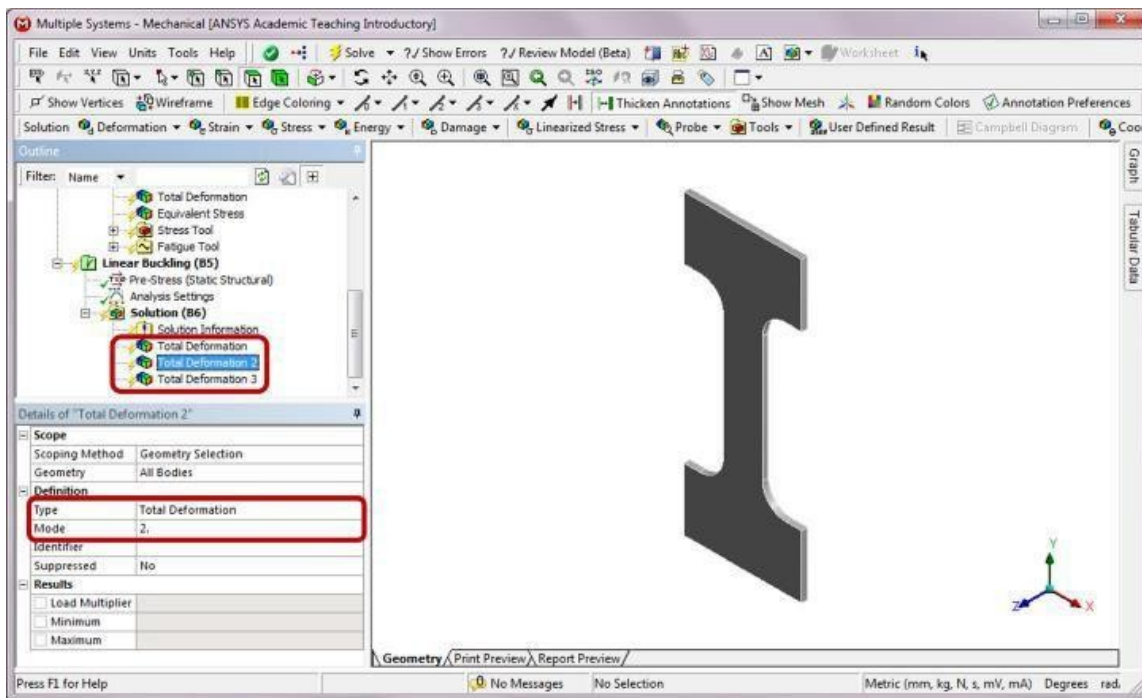 Multiple Systems - Mechanical [ANSYS Academic Teaching Introductory]
File Edit View Units Tools Help Solve ?/ Show Errors ?/ Review Model (Beta) A Worksheet
Show Vertices Wireframe Edge Coloring Thicken Annotations Show Mesh Random Colors Annotation Preferences
Solution Deformation Strain Stress Energy Damage Linearized Stress Probe Tools User Defined Result Campbell Diagram Coo
Outline
Filter: Name
Total Deformation
Equivalent Stress
Stress Tool
Fatigue Tool
Linear Buckling (B5)
Pre-Stress (Static Structural)
Analysis Settings
Solution (B6)
Solution Information
Total Deformation
Total Deformation 2
Total Deformation 3
Details of "Total Deformation 2"
Scope
Scoping Method Geometry Selection
Geometry All Bodies
Definition
Type Total Deformation
Mode 2.
Identifier
Suppressed No
Results
Load Multiplier
Minimum
Maximum
Graph
Tabular Data
Y
Z X
Geometry Print Preview Report Preview
Press F1 for Help No Messages No Selection Metric (mm, kg, N, s, mV, mA) Degrees rad.